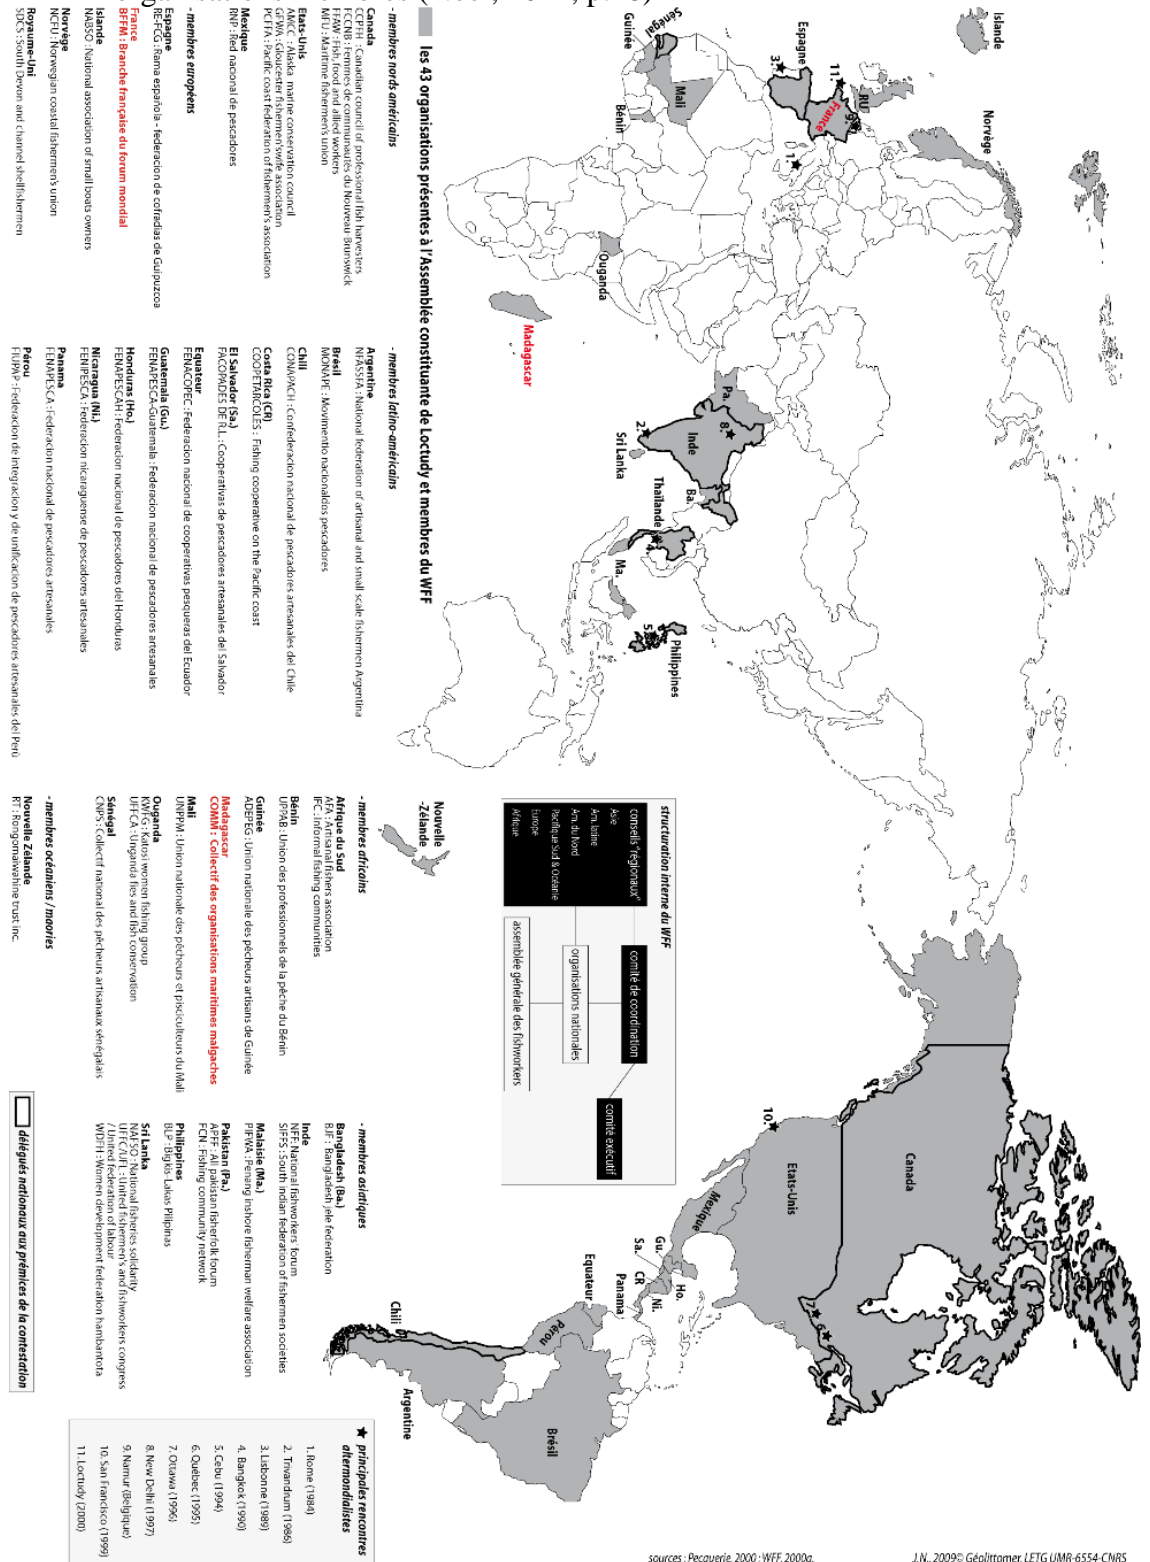 les 43 organisations présentes à l'Assemblée constituante de Loctudy et membres du WFF
- membres nords américains
Canada
CCPFH : Canadian council of professional fish harvesters
FCCNB : Femmes de communautés du Nouveau Brunswick
FFAW : Fish, food and allied workers
MFU : Maritime fishermen's union
Etats-Unis
AMCC : Alaska marine conservation council
GFWA : Gloucester fishermen'wife association
PCFFA : Pacific coast federation of fishermen's association
Mexique
RNP : Red nacional de pescadores
- membres européens
Espagne
RE-FCG : Rama española - federacion de cofradias de Guipuzcoa
France
BFFM : Branche française du forum mondial
Islande
NABSO : National association of small boats owners
Norvège
NCFU : Norwegian coastal fishermen's union
Royaume-Uni
SDCS : South Devon and channel shellfishermen
- membres latino-américains
Argentine
NFASSFA : National federation of artisanal and small scale fishermen Argentina
Brésil
MONAPE : Movimento nacionaldos pescadores
Chili
CONAPACH : Confederacion nacional de pescadores artesanales del Chile
Costa Rica (CR)
COOPETARCOLES : Fishing cooperative on the Pacific coast
El Salvador (Sa.)
FACOPADES DE R.L. : Cooperativas de pescadores artesanales del Salvador
Equateur
FENACOPEC : Federacion nacional de cooperativas pesqueras del Ecuador
Guatemala (Gu.)
FENAPESCA-Guatemala : Federacion nacional de pescadores artesanales
Honduras (Ho.)
FENAPESCAH : Federacion nacional de pescadores del Honduras
Nicaragua (Ni.)
FENIPESCA : Federacion nicaraguense de pescadores artesanales
Panama
FENAPESCA : Federacion nacional de pescadores artesanales
Pérou
FIUPAP : Federacion de integracion y de unificacion de pescadores artesanales del Perù
- membres africains
Afrique du Sud
AFA : Artisanal fishers association
IFC : Informal fishing communities
Bénin
UPPAB : Union des professionnels de la pêche du Bénin
Guinée
ADEPEG : Union nationale des pêcheurs artisans de Guinée
Madagascar
COMM : Collectif des organisations maritimes malgaches
Mali
UNPPM : Union nationale des pêcheurs et pisciculteurs du Mali
Ouganda
KWFG : Katosi women fishing group
UFFCA : Unganda fies and fish conservation
Sénégal
CNPS : Collectif national des pêcheurs artisanaux sénégalais
- membres océaniens / maories
Nouvelle Zélande
RT : Rongomaiwahine trust inc.
- membres asiatiques
Bangladesh (Ba.)
BJF : Bangladesh jele federation
Inde
NFF : National fishworkers' forum
SIFFS : South indian federation of fishermen societies
Malaisie (Ma.)
PIFWA : Penang inshore fisherman welfare association
Pakistan (Pa.)
APFF : All pakistan fisherfolk forum
FCN : Fishing community network
Philippines
BLP : Bigkis-Lakas Pilipinas
Sri Lanka
NAFSO : National fisheries solidarity
UFFC/UFL : United fishermen's and fishworkers congress
/ United federation of labour
WDFH : Women development federation hambantota
délégués nationaux aux prémices de la contestation
principales rencontres
altermondialistes
1. Rome (1984)
2. Trivandrum (1986)
3. Lisbonne (1989)
4. Bangkok (1990)
5. Cebu (1994)
6. Québec (1995)
7. Ottawa (1996)
8. New Delhi (1997)
9. Namur (Belgique)
10. San Francisco (1999)
11. Loctudy (2000)
structuration interne du WFF
conseils "régionaux"
Asie
Am. latine
Am. du Nord
Pacifique Sud & Océanie
Europe
Afrique
comité de coordination
organisations nationales
assemblée générale des fishworkers
comité exécutif
Islande
Norvège
RU
France
Espagne
Sénégal
Guinée
Mali
Bénin
Ouganda
Madagascar
Pa.
Inde
Sri Lanka
Ba.
Thaïlande
Ma.
Philippines
Nouvelle
-Zélande
Canada
Etats-Unis
Mexique
Gu.
Sa.
Ho.
Ni.
CR
Panama
Equateur
Pérou
Brésil
Chili
Argentine
1.
2.
3.
4.
5.
6.
7.
8.
9.
10.
11.
sources : Pecquerie, 2000 ; WFF, 2000a.
J.N., 2009© Géolittomer, LETG UMR-6554-CNRS